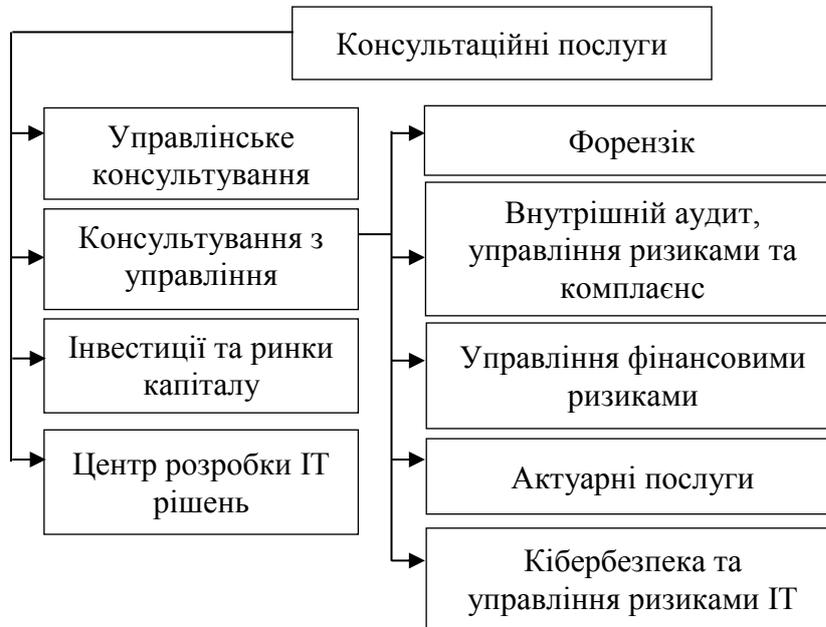 Консультаційні послуги
Управлінське
консультування
Консультування з
управління
Інвестиції та ринки
капіталу
Центр розробки ІТ
рішень
Форензік
Внутрішній аудит,
управління ризиками та
комплаєнс
Управління фінансовими
ризиками
Актуарні послуги
Кібербезпека та
управління ризиками ІТ